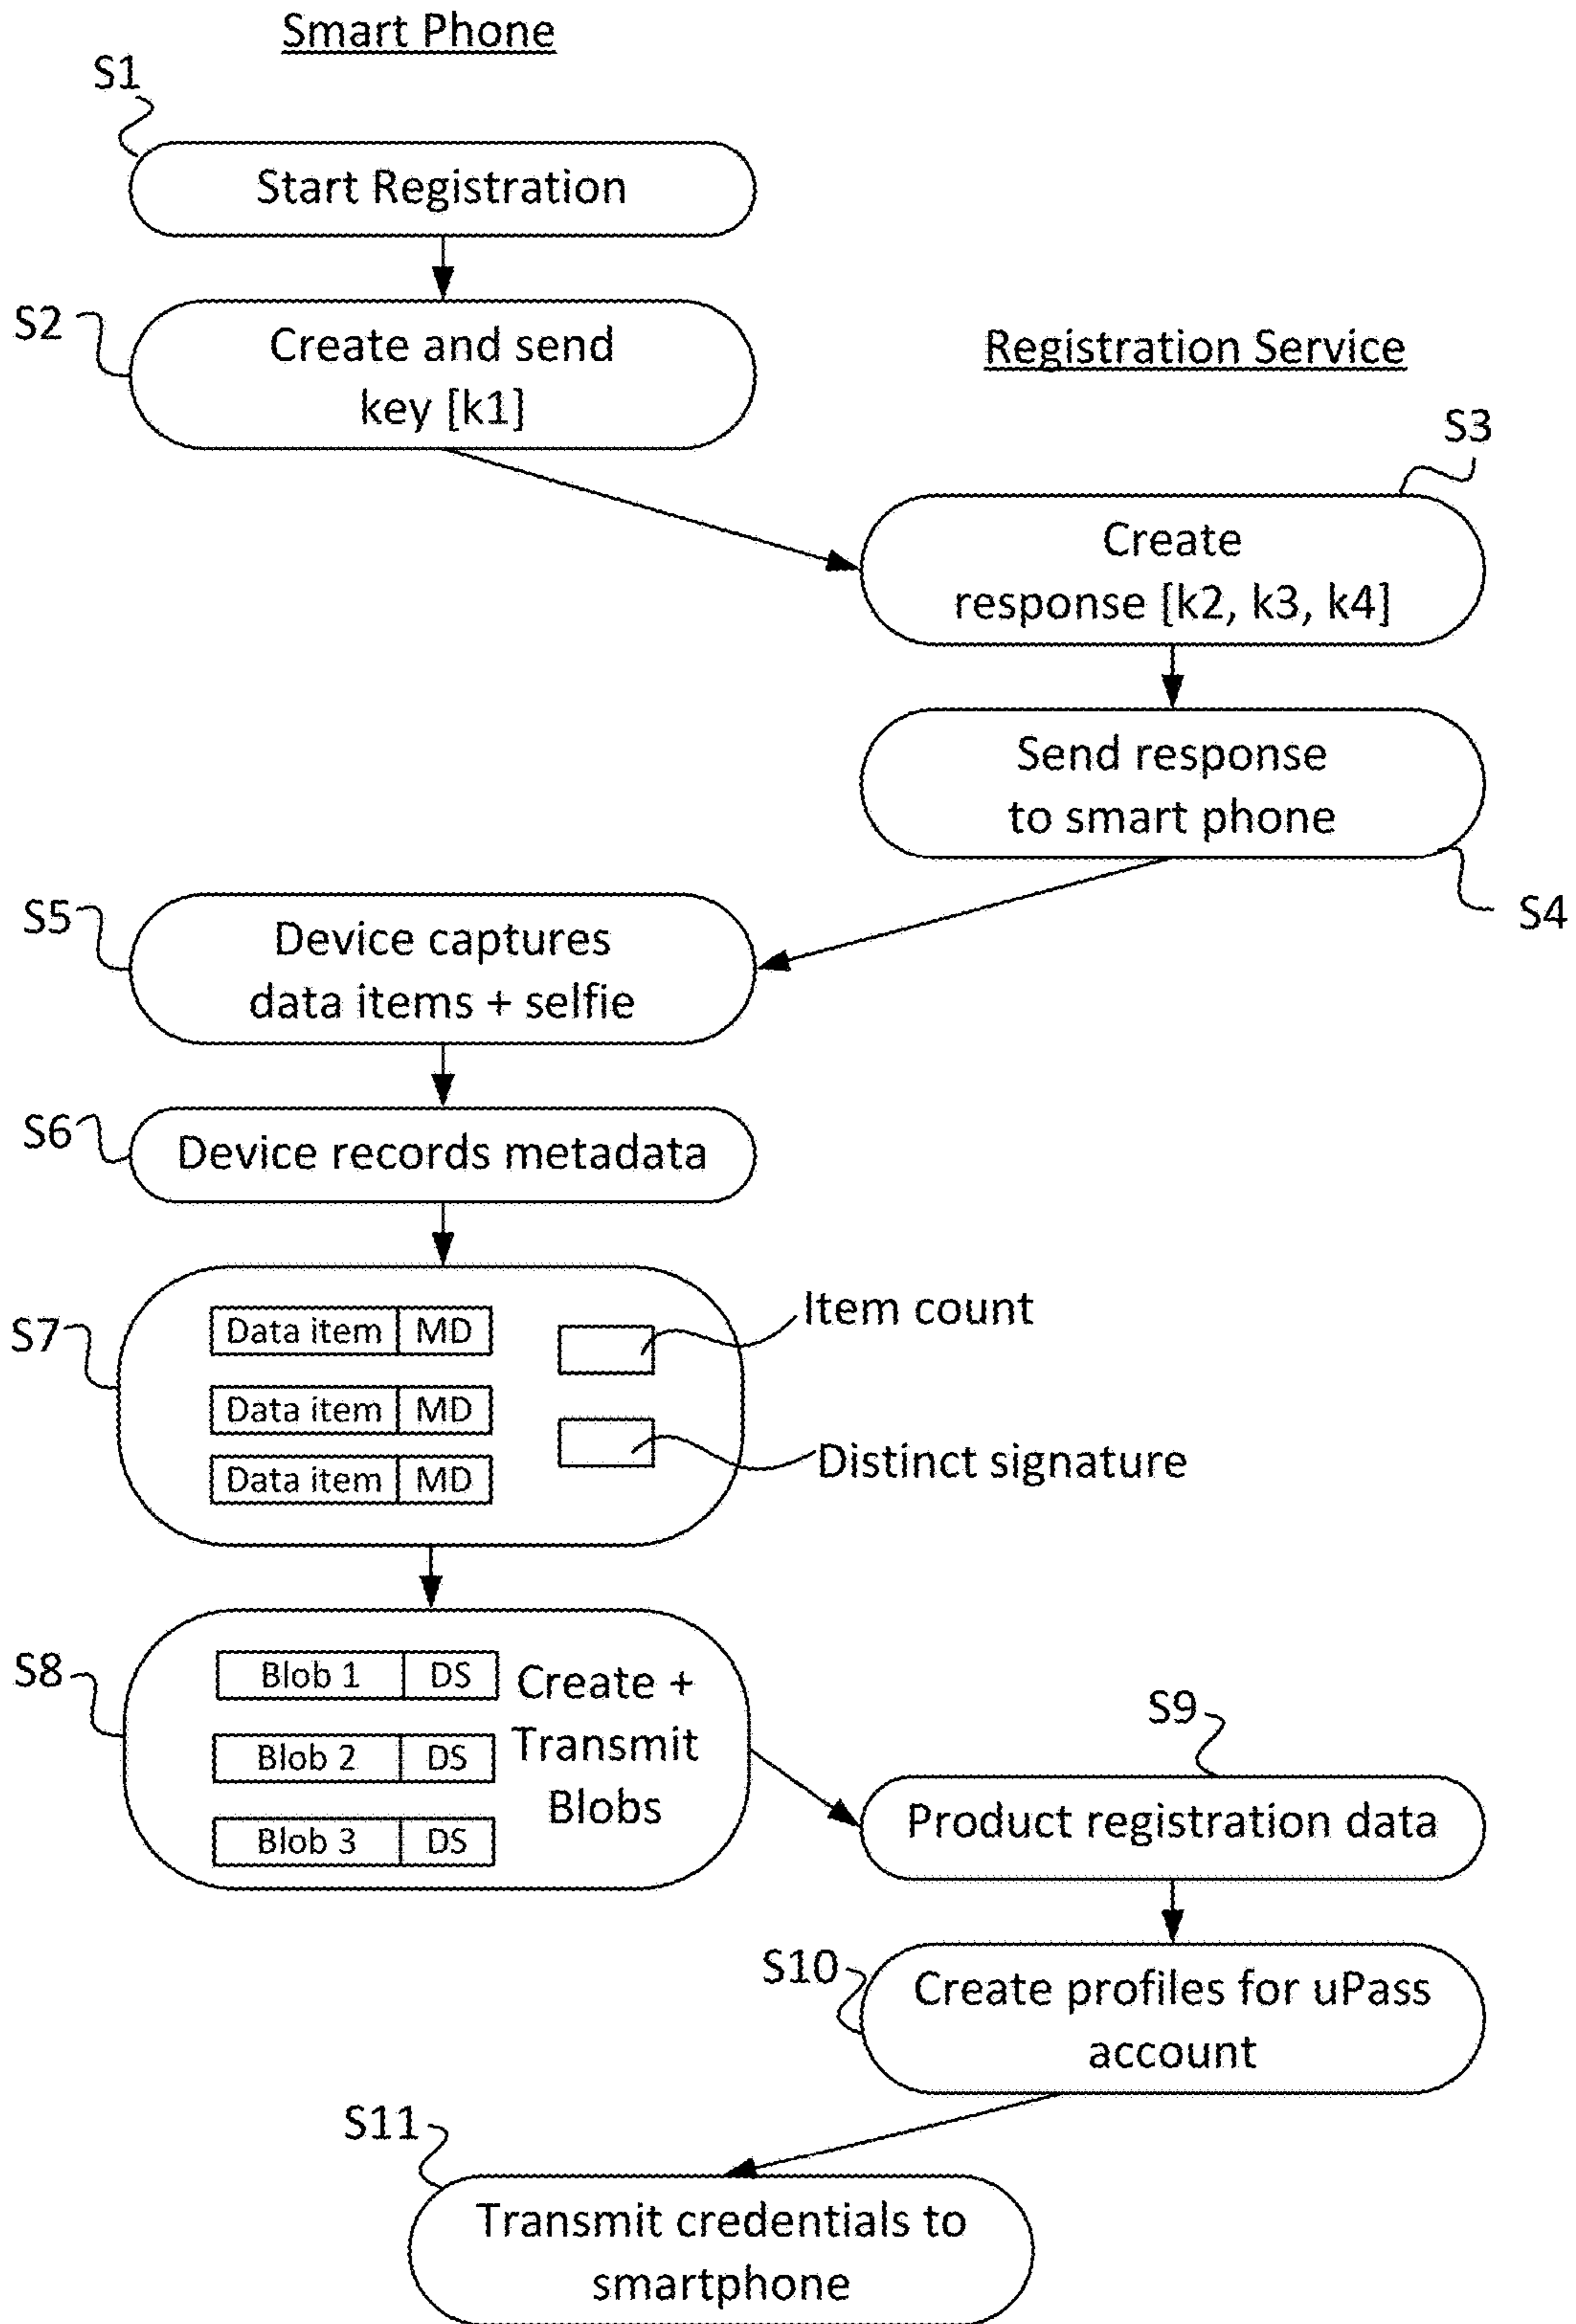 Smart Phone
S1
Start Registration
S2
Create and send
key [k1]
Registration Service
S3
Create
response [k2, k3, k4]
Send response
to smart phone
S4
S5
Device captures
data items + selfie
S6
Device records metadata
S7
Data item MD
Data item MD
Data item MD
Item count
Distinct signature
S8
Blob 1 DS
Blob 2 DS
Blob 3 DS
Create +
Transmit
Blobs
S9
Product registration data
S10
Create profiles for uPass
account
S11
Transmit credentials to
smartphone